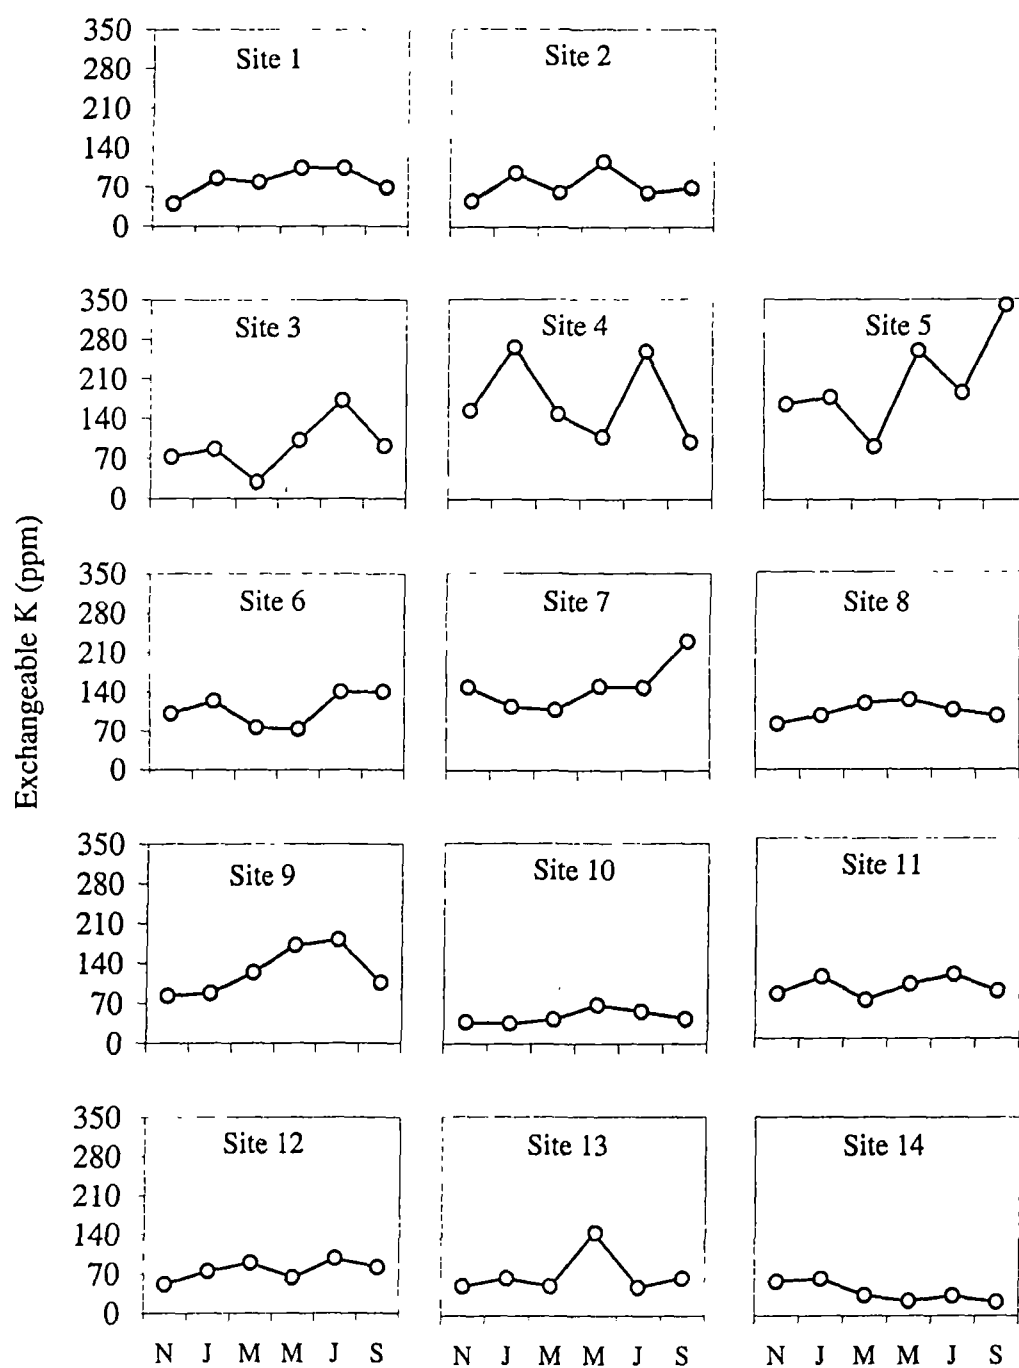 Exchangeable K (ppm)
350
280
210
140
70
0
Site 1
Site 2
350
280
210
140
70
0
Site 3
Site 4
Site 5
350
280
210
140
70
0
Site 6
Site 7
Site 8
350
280
210
140
70
0
Site 9
Site 10
Site 11
350
280
210
140
70
0
Site 12
Site 13
Site 14
N J M M J S
N J M M J S
N J M M J S